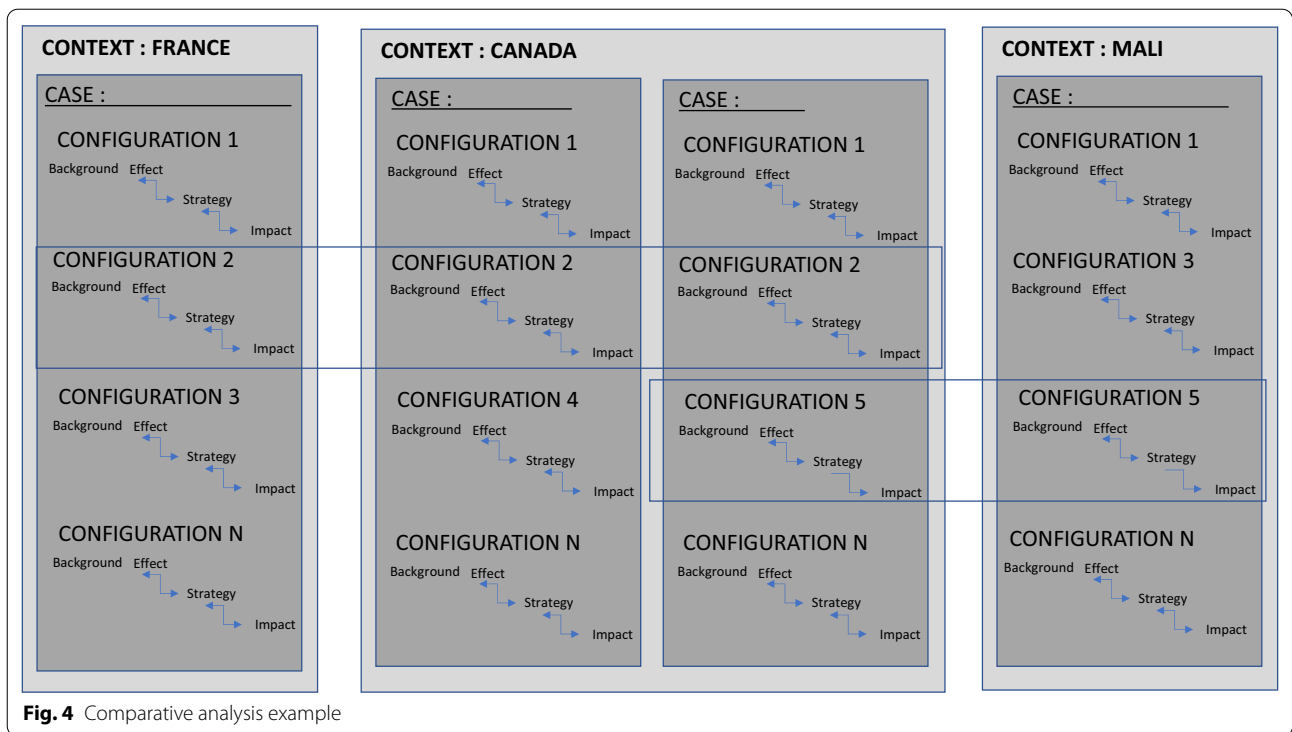 CONTEXT : FRANCE
CASE :
CONFIGURATION 1
Background Effect
Strategy
Impact
CONFIGURATION 2
Background Effect
Strategy
Impact
CONFIGURATION 3
Background Effect
Strategy
Impact
CONFIGURATION N
Background Effect
Strategy
Impact
CONTEXT : CANADA
CASE :
CONFIGURATION 1
Background Effect
Strategy
Impact
CONFIGURATION 2
Background Effect
Strategy
Impact
CONFIGURATION 4
Background Effect
Strategy
Impact
CONFIGURATION N
Background Effect
Strategy
Impact
CASE :
CONFIGURATION 1
Background Effect
Strategy
Impact
CONFIGURATION 2
Background Effect
Strategy
Impact
CONFIGURATION 5
Background Effect
Strategy
Impact
CONFIGURATION N
Background Effect
Strategy
Impact
CONTEXT : MALI
CASE :
CONFIGURATION 1
Background Effect
Strategy
Impact
CONFIGURATION 3
Background Effect
Strategy
Impact
CONFIGURATION 5
Background Effect
Strategy
Impact
CONFIGURATION N
Background Effect
Strategy
Impact
Fig. 4 Comparative analysis example